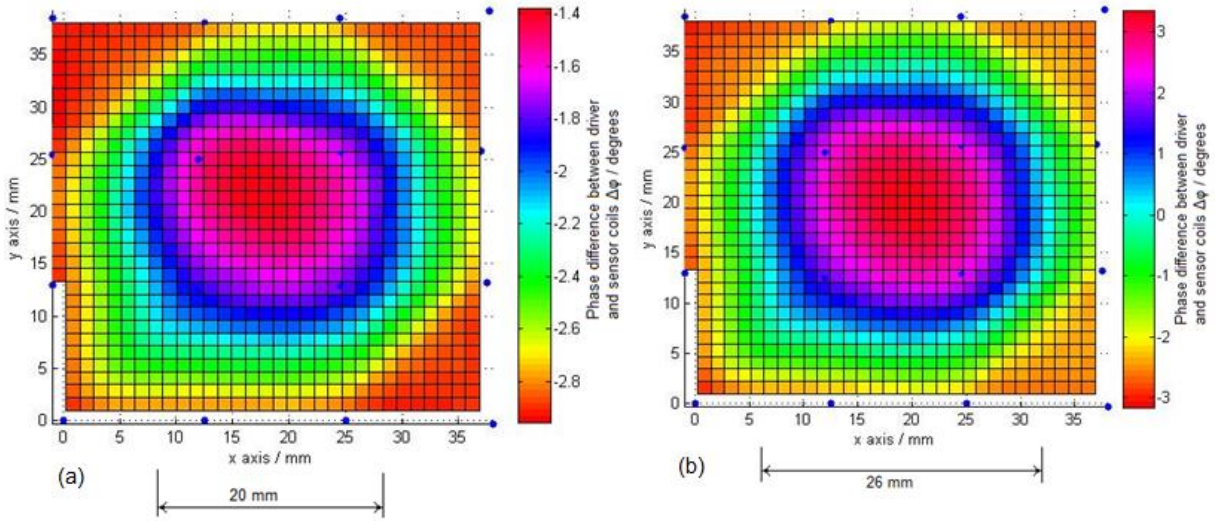 35
30
25
20
15
10
5
0
y axis / mm
0 5 10 15 20 25 30 35
x axis / mm
-1.4
-1.6
-1.8
-2
-2.2
-2.4
-2.6
-2.8
Phase difference between driver
and sensor coils Δφ / degrees
(a)
20 mm
35
30
25
20
15
10
5
0
y axis / mm
0 5 10 15 20 25 30 35
x axis / mm
3
2
1
0
-1
-2
-3
Phase difference between driver
and sensor coils Δφ / degrees
(b)
26 mm